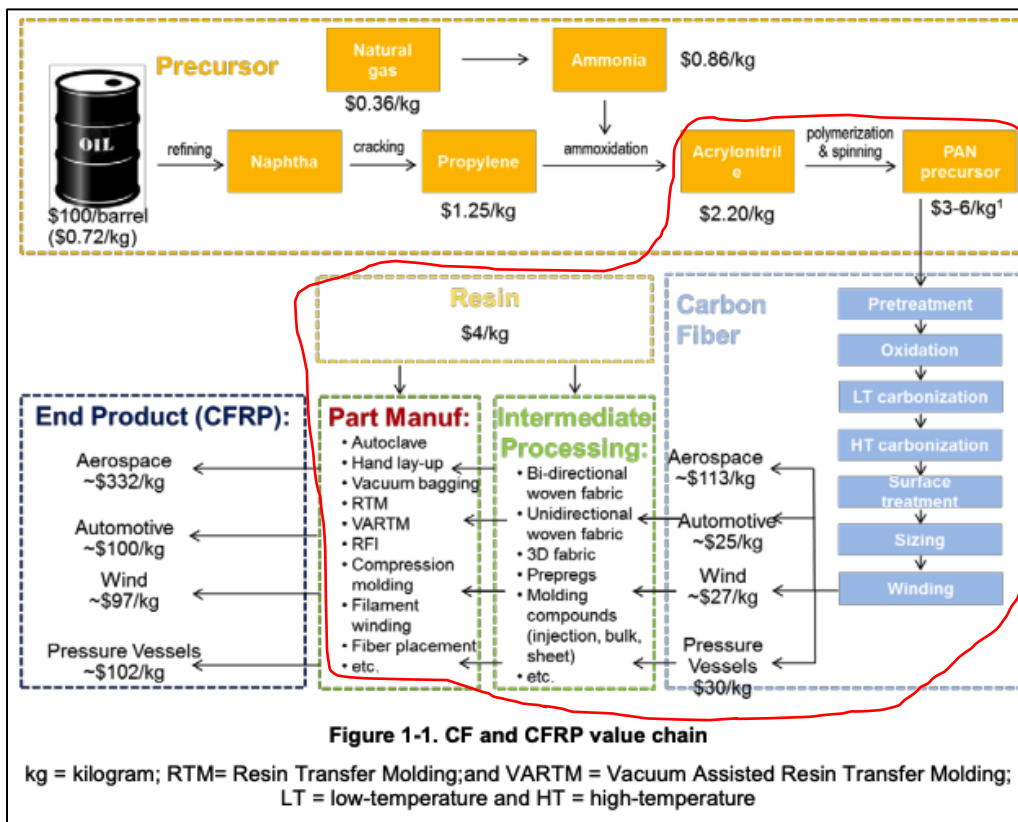 Precursor
Natural
gas
$0.36/kg
Ammonia
$0.86/kg
OIL
$100/barrel
($0.72/kg)
refining
Naphtha
cracking
Propylene
$1.25/kg
ammoxidation
Acrylonitril
e
$2.20/kg
polymerization
& spinning
PAN
precursor
$3-6/kg¹
Resin
$4/kg
Carbon
Fiber
Pretreatment
Oxidation
LT carbonization
HT carbonization
Surface
treatment
Sizing
Winding
End Product (CFRP):
Aerospace
~$332/kg
Automotive
~$100/kg
Wind
~$97/kg
Pressure Vessels
~$102/kg
Part Manuf:
• Autoclave
• Hand lay-up
• Vacuum bagging
• RTM
• VARTM
• RFI
• Compression
molding
• Filament
winding
• Fiber placement
• etc.
Intermediate
Processing:
• Bi-directional
woven fabric
• Unidirectional
woven fabric
• 3D fabric
• Prepregs
• Molding
compounds
(injection, bulk,
sheet)
• etc.
Aerospace
~$113/kg
Automotive
~$25/kg
Wind
~$27/kg
Pressure
Vessels
$30/kg
Figure 1-1. CF and CFRP value chain
kg = kilogram; RTM= Resin Transfer Molding;and VARTM = Vacuum Assisted Resin Transfer Molding;
LT = low-temperature and HT = high-temperature